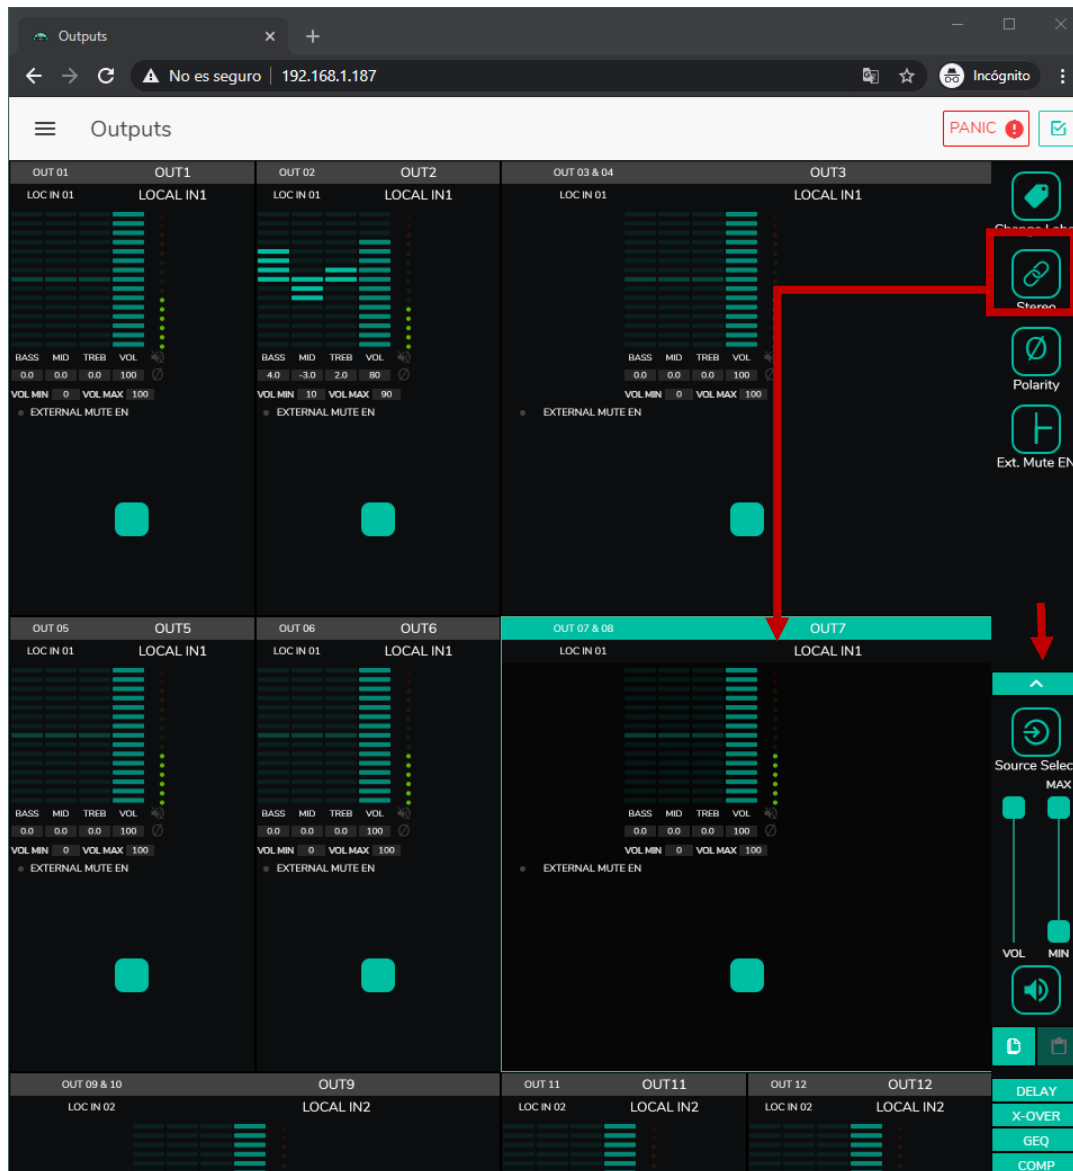 Outputs
No es seguro 192.168.1.187 Incógnito
Outputs PANIC
OUT 01 OUT1 OUT 02 OUT2 OUT 03 & 04 OUT3
LOC IN 01 LOCAL IN1 LOC IN 01 LOCAL IN1 LOC IN 01 LOCAL IN1
Change Labe
Stereo
BASS MID TREB VOL BASS MID TREB VOL BASS MID TREB VOL
0.0 0.0 0.0 100 4.0 -3.0 2.0 80 0.0 0.0 0.0 100
Polarity
VOL MIN 0 VOL MAX 100 VOL MIN 10 VOL MAX 90 VOL MIN 0 VOL MAX 100
EXTERNAL MUTE EN EXTERNAL MUTE EN EXTERNAL MUTE EN
Ext. Mute EN
OUT 05 OUT5 OUT 06 OUT6 OUT 07 & 08 OUT7
LOC IN 01 LOCAL IN1 LOC IN 01 LOCAL IN1 LOC IN 01 LOCAL IN1
Source Selec
MAX
BASS MID TREB VOL BASS MID TREB VOL BASS MID TREB VOL
0.0 0.0 0.0 100 0.0 0.0 0.0 100 0.0 0.0 0.0 100
VOL MIN 0 VOL MAX 100 VOL MIN 0 VOL MAX 100 VOL MIN 0 VOL MAX 100
EXTERNAL MUTE EN EXTERNAL MUTE EN EXTERNAL MUTE EN
VOL MIN
OUT 09 & 10 OUT9 OUT 11 OUT11 OUT 12 OUT12
DELAY
LOC IN 02 LOCAL IN2 LOC IN 02 LOCAL IN2 LOC IN 02 LOCAL IN2
X-OVER
GEQ
COMP